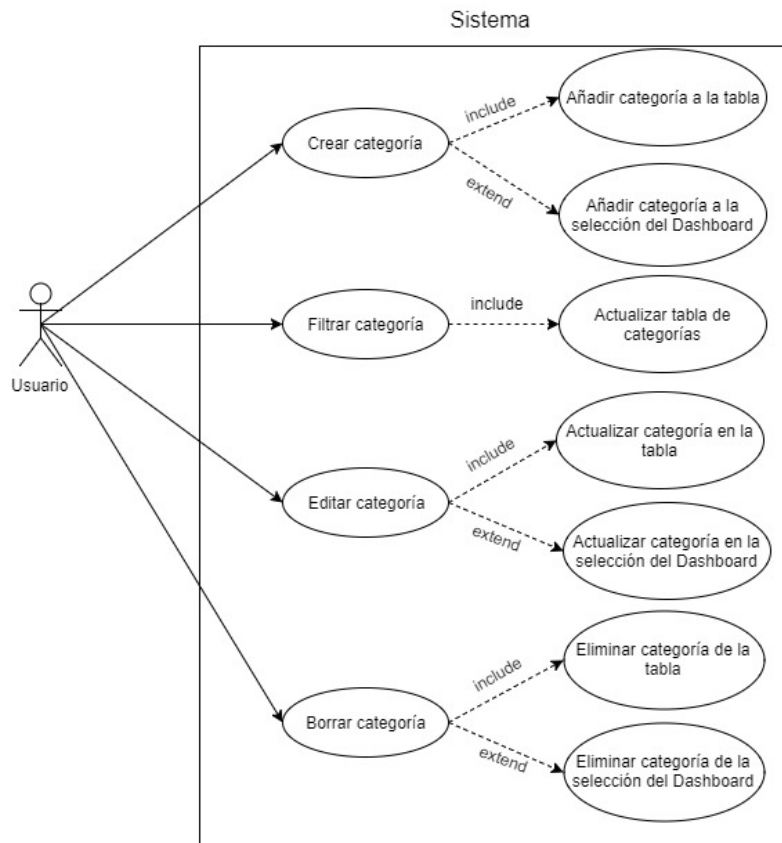 Sistema
Crear categoría
include
Añadir categoría a la tabla
extend
Añadir categoría a la
selección del Dashboard
Usuario
Filtrar categoría
include
Actualizar tabla de
categorías
Editar categoría
include
Actualizar categoría en la
tabla
extend
Actualizar categoría en la
selección del Dashboard
Borrar categoría
include
Eliminar categoría de la
tabla
extend
Eliminar categoría de la
selección del Dashboard